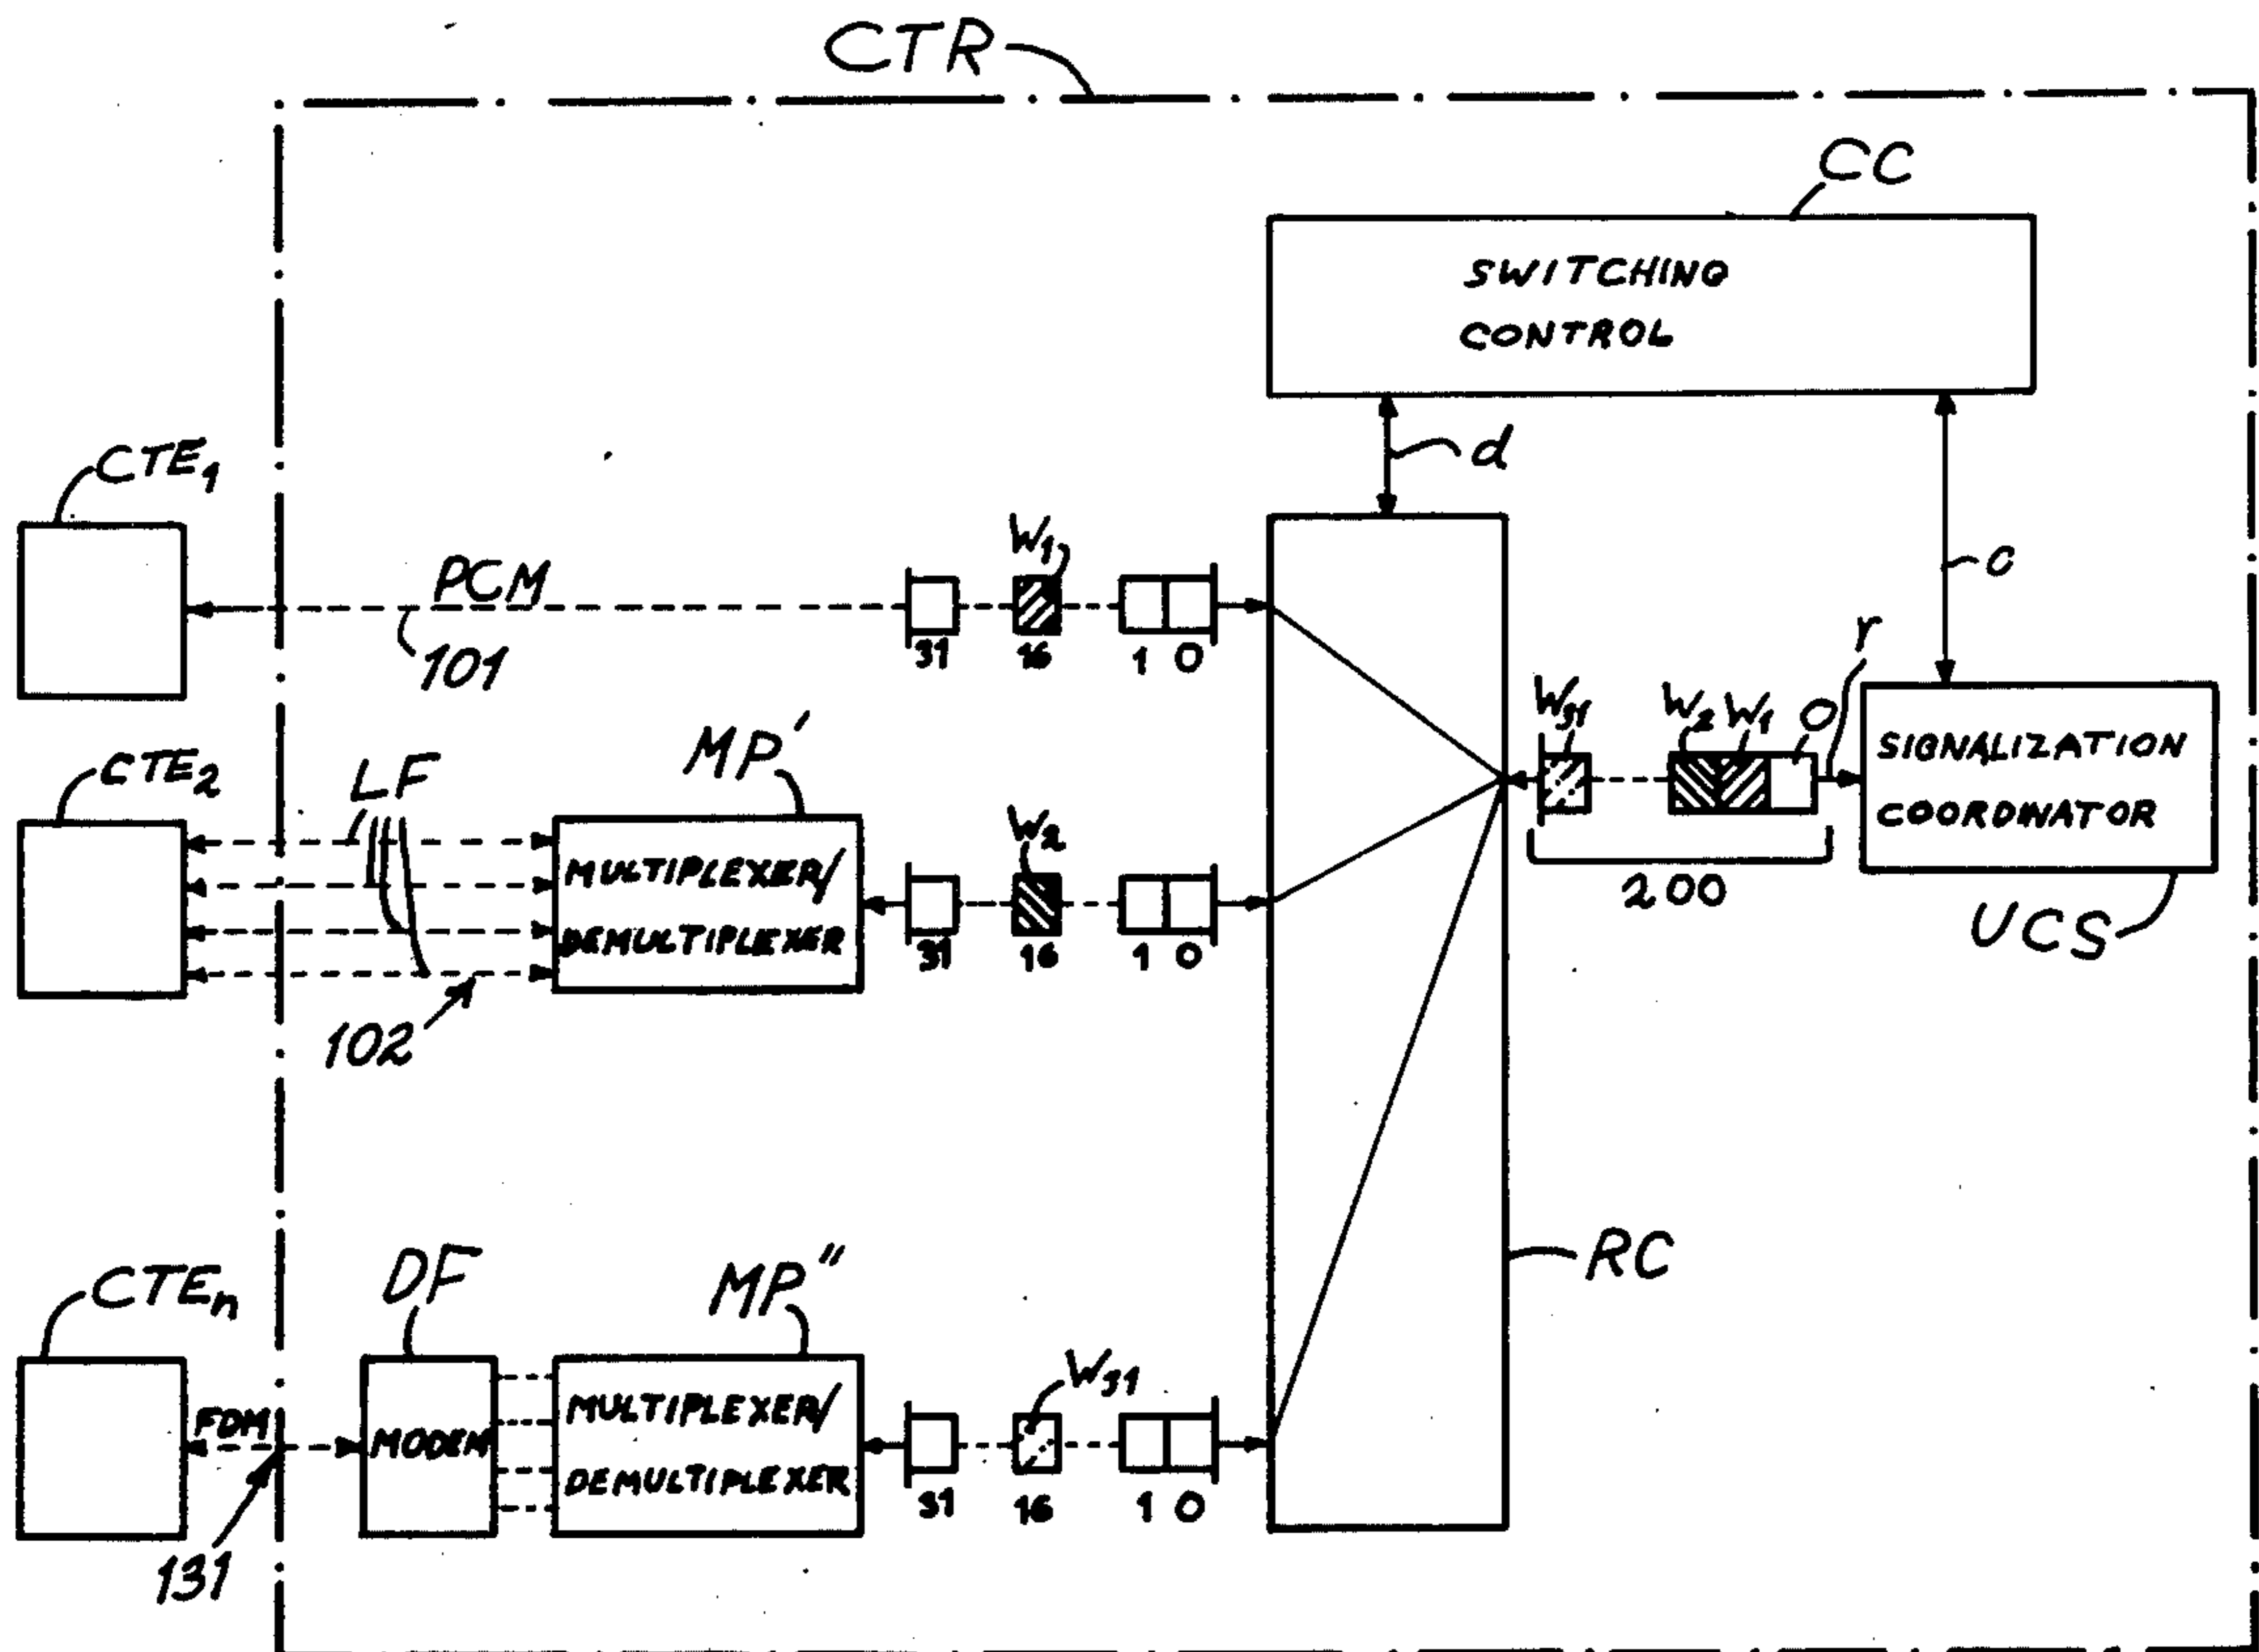 CTR
CC
SWITCHING
CONTROL
d
c
CTE1
PCM
101
W1
31 16 1 0
r
W31 W2 W1 0
SIGNALIZATION
COORDINATOR
200
UCS
CTE2
LF
MP'
MULTIPLEXER/
DEMULTIPLEXER
W2
31 16 1 0
102
RC
CTEn
FDM
131
DF
MODEM
MP"
MULTIPLEXER/
DEMULTIPLEXER
W31
31 16 1 0